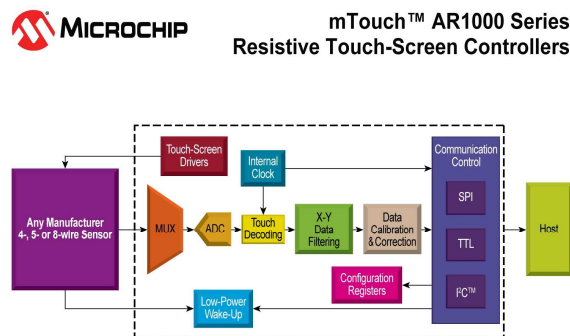 MICROCHIP
mTouch™ AR1000 Series
Resistive Touch-Screen Controllers
Touch-Screen
Drivers
Internal
Clock
Communication
Control
Any Manufacturer
4-, 5- or 8-wire Sensor
MUX
ADC
Touch
Decoding
X-Y
Data
Filtering
Data
Calibration
& Correction
SPI
TTL
I²C™
Host
Configuration
Registers
Low-Power
Wake-Up